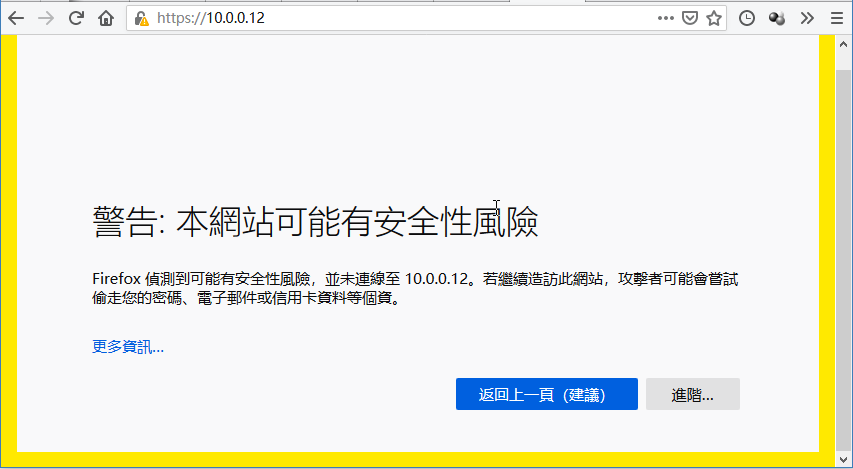 https://10.0.0.12
警告: 本網站可能有安全性風險
Firefox 偵測到可能有安全性風險，並未連線至 10.0.0.12。若繼續造訪此網站，攻擊者可能會嘗試
偷走您的密碼、電子郵件或信用卡資料等個資。
更多資訊...
返回上一頁（建議）
進階...